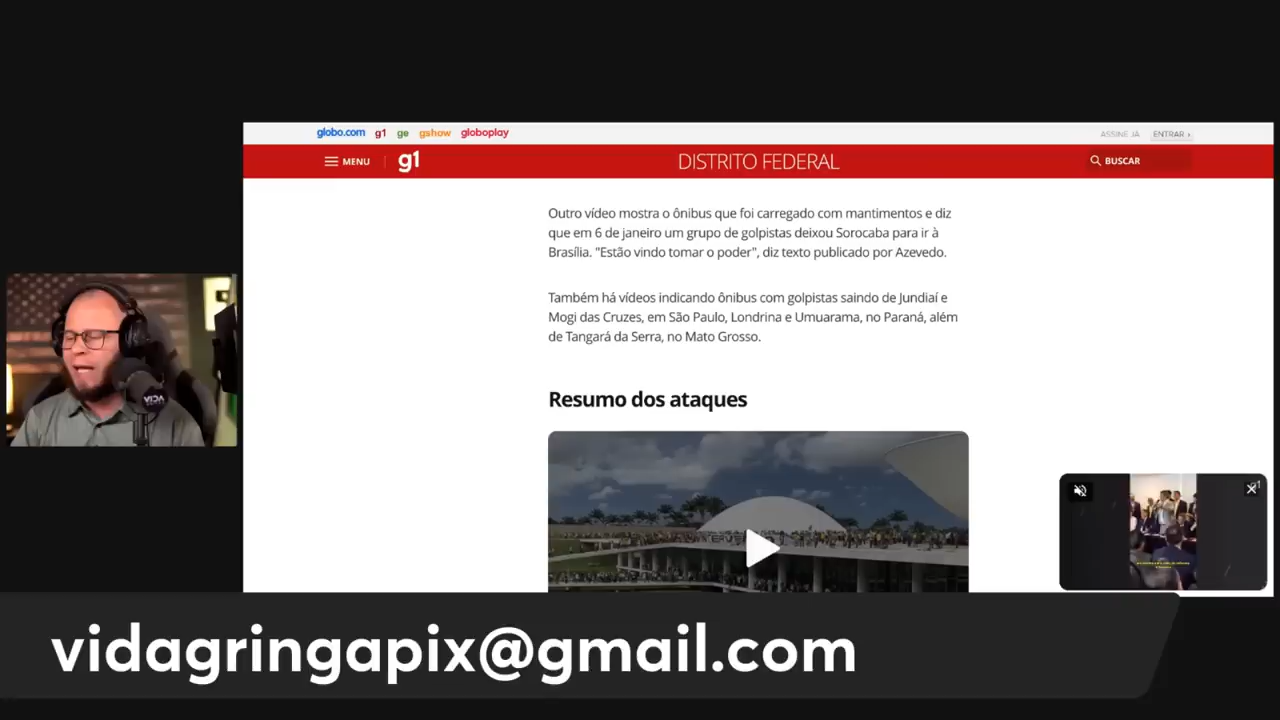 globo.com g1 ge gshow globoplay
ASSINE JÁ ENTRAR ›
MENU g1 DISTRITO FEDERAL BUSCAR
Outro vídeo mostra o ônibus que foi carregado com mantimentos e diz
que em 6 de janeiro um grupo de golpistas deixou Sorocaba para ir à
Brasília. "Estão vindo tomar o poder", diz texto publicado por Azevedo.
Também há vídeos indicando ônibus com golpistas saindo de Jundiaí e
Mogi das Cruzes, em São Paulo, Londrina e Umuarama, no Paraná, além
de Tangará da Serra, no Mato Grosso.
Resumo dos ataques
VIDA
vidagringapix@gmail.com